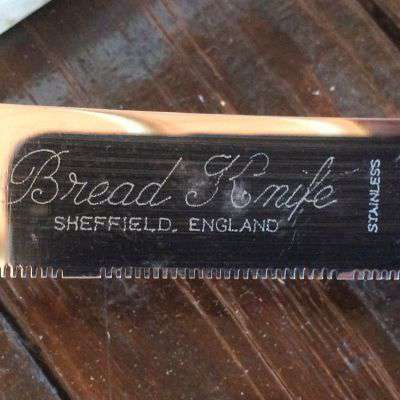 Bread Knife
SHEFFIELD. ENGLAND
STAINLESS